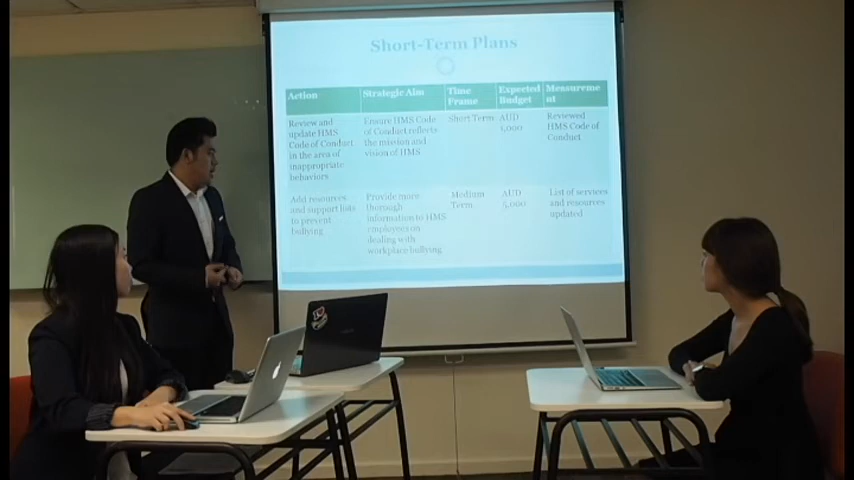 Short-Term Plans
Action Strategic Aim Time Expected Measureme
Frame Budget nt
Review and Ensure HMS Code Short Term AUD Reviewed
update HMS of Conduct reflects 1,000 HMS Code of
Code of Conduct the mission and Conduct
in the area of vision of HMS
inappropriate
behaviors
Add resources Provide more Medium AUD List of services
and support lists thorough Term 5,000 and resources
to prevent information to HMS updated
bullying employees on
dealing with
workplace bullying